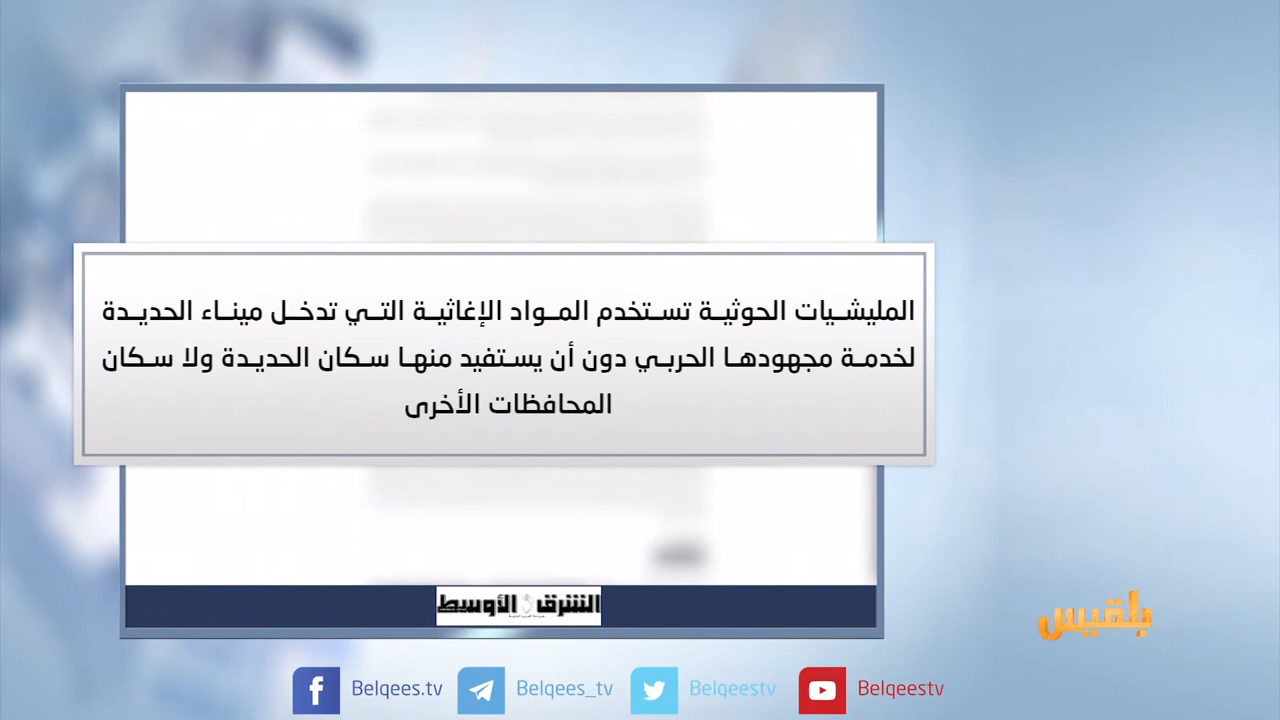 المليشيات الحوثية تستخدم المواد الإغاثية التي تدخل ميناء الحديدة
لخدمة مجهودها الحربي دون أن يستفيد منها سكان الحديدة ولا سكان
المحافظات الأخرى
الشرق الأوسط
بلقيس
Belqees.tv Belqees_tv Belqeestv Belqeestv